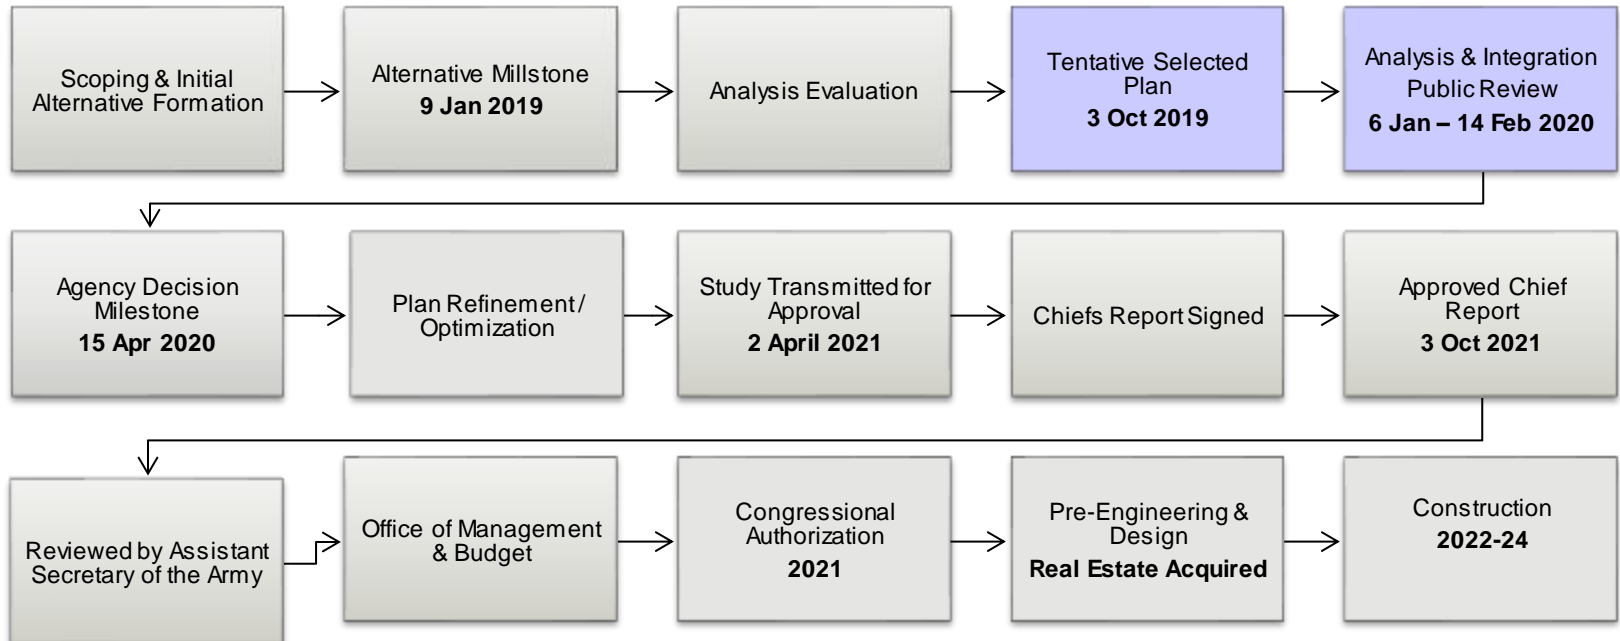 Scoping & Initial
Alternative Formation
Alternative Millstone
9 Jan 2019
Analysis Evaluation
Tentative Selected
Plan
3 Oct 2019
Analysis & Integration
Public Review
6 Jan – 14 Feb 2020
Agency Decision
Milestone
15 Apr 2020
Plan Refinement /
Optimization
Study Transmitted for
Approval
2 April 2021
Chiefs Report Signed
Approved Chief
Report
3 Oct 2021
Reviewed by Assistant
Secretary of the Army
Office of Management
& Budget
Congressional
Authorization
2021
Pre-Engineering &
Design
Real Estate Acquired
Construction
2022-24